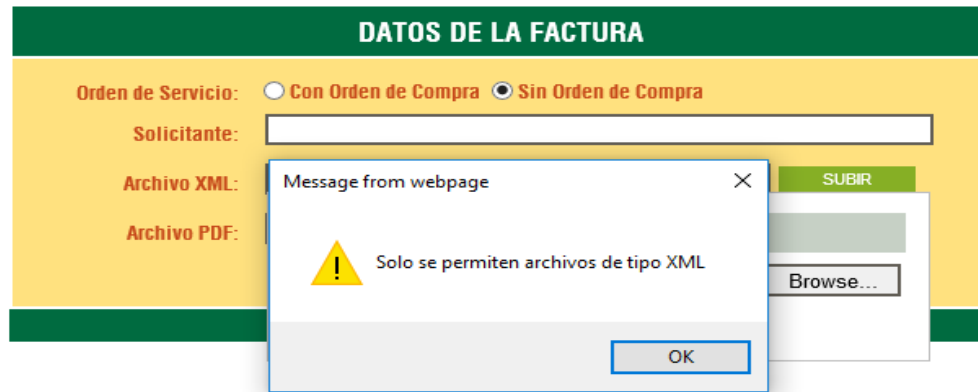 DATOS DE LA FACTURA
Orden de Servicio: Con Orden de Compra Sin Orden de Compra
Solicitante:
Archivo XML: SUBIR
Archivo PDF:
Message from webpage
Solo se permiten archivos de tipo XML
Browse...
OK